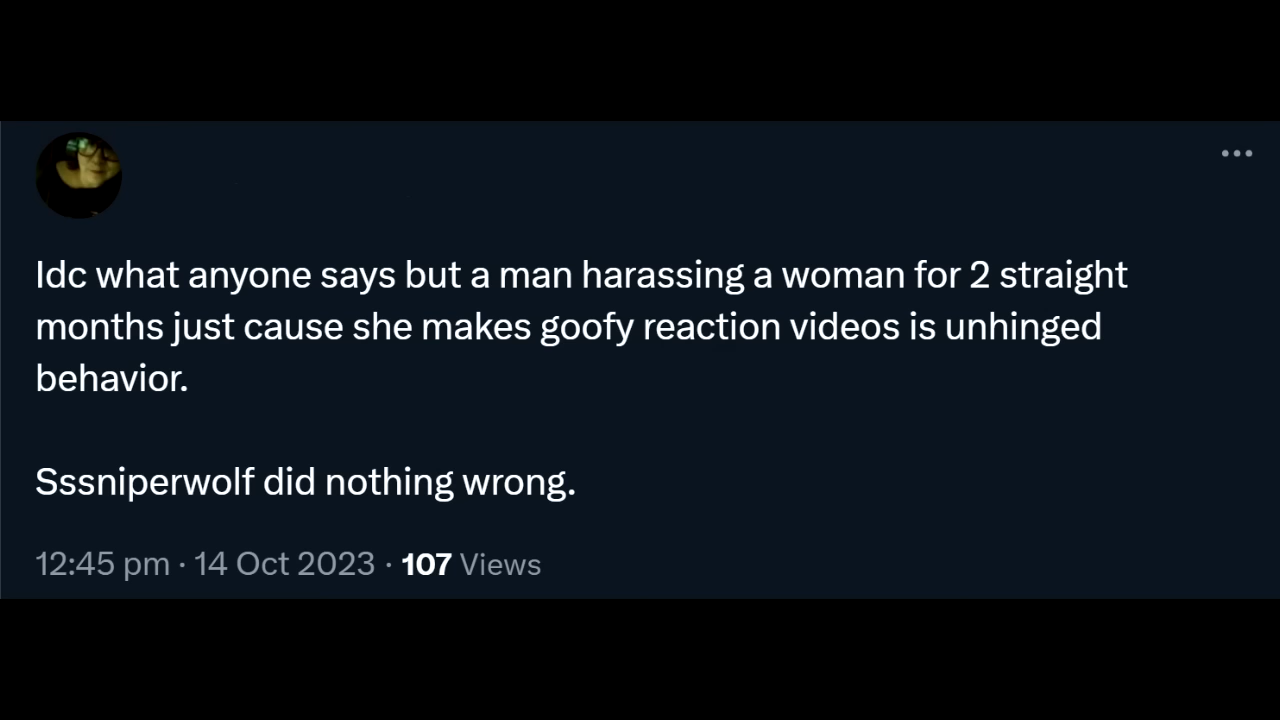 Idc what anyone says but a man harassing a woman for 2 straight
months just cause she makes goofy reaction videos is unhinged
behavior.
Sssniperwolf did nothing wrong.
12:45 pm · 14 Oct 2023 · 107 Views